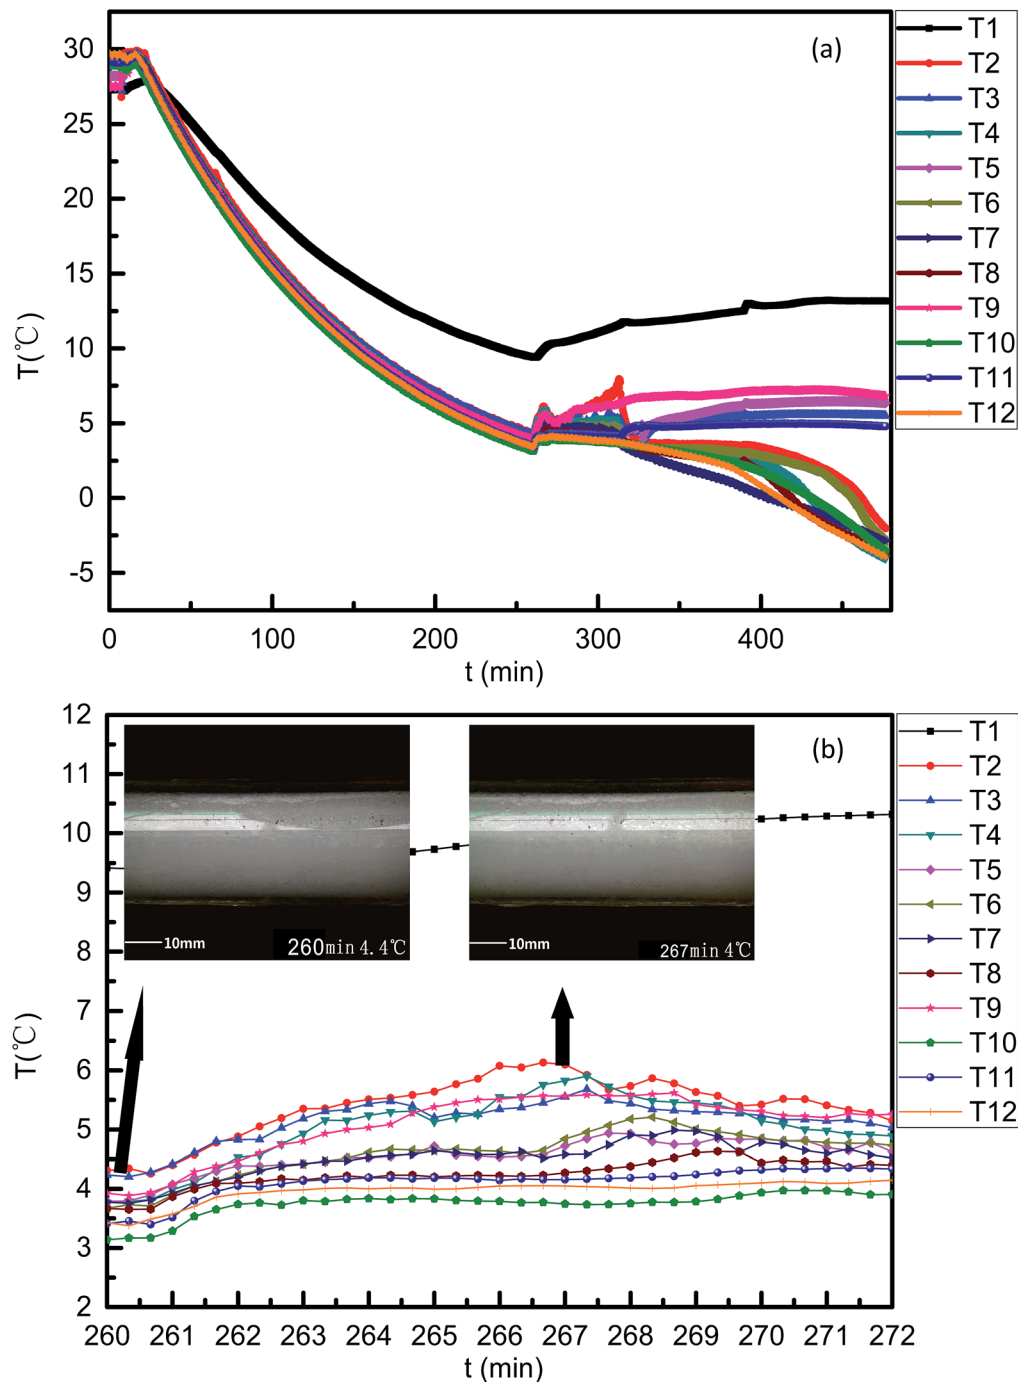 (a)
T(℃)
30
25
20
15
10
5
0
-5
0 100 200 300 400
t (min)
T1
T2
T3
T4
T5
T6
T7
T8
T9
T10
T11
T12
(b)
T(℃)
12
11
10
9
8
7
6
5
4
3
2
10mm 260min 4.4℃
10mm 267min 4℃
260 261 262 263 264 265 266 267 268 269 270 271 272
t (min)
T1
T2
T3
T4
T5
T6
T7
T8
T9
T10
T11
T12